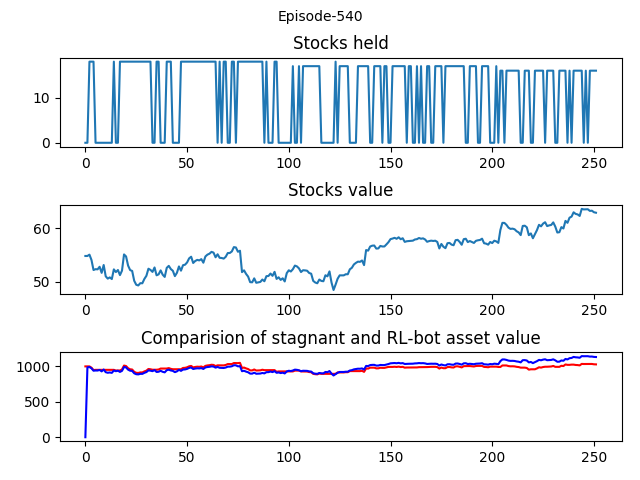 Episode-540
Stocks held
10
0
0 50 100 150 200 250
Stocks value
60
50
0 50 100 150 200 250
Comparision of stagnant and RL-bot asset value
1000
500
0
0 50 100 150 200 250